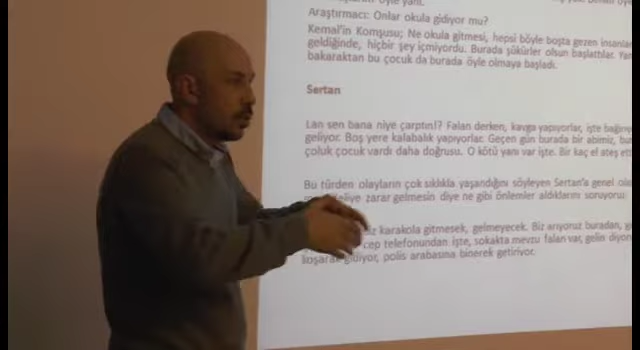 öyle yani.
Araştırmacı: Onlar okula gidiyor mu?
Kemal'in Komşusu; Ne okula gitmesi, hepsi böyle boşta gezen insanlar
geldiğinde, hiçbir şey içmiyordu. Burada şükürler olsun başlattılar.
bakaraktan bu çocuk da burada öyle olmaya başladı.
Sertan
Lan sen bana niye çarptın!? Falan derken, kavga yapıyorlar, işte
geliyor. Boş yere kalabalık yapıyorlar. Geçen gün burada bir abimiz,
çoluk çocuk vardı daha doğrusu. O kötü yanı var işte. Bir kaç el ateş
Bu türden olayların çok sıklıkla yaşandığını söyleyen Sertan'a genel
zarar gelmesin diye ne gibi önlemler aldıklarını soruyoruz
karakola gitmesek, gelmeyecek. Biz arıyoruz buradan,
cep telefonundan işte, sokakta mevzu falan var, gelin
gidiyor, polis arabasına binerek getiriyor.